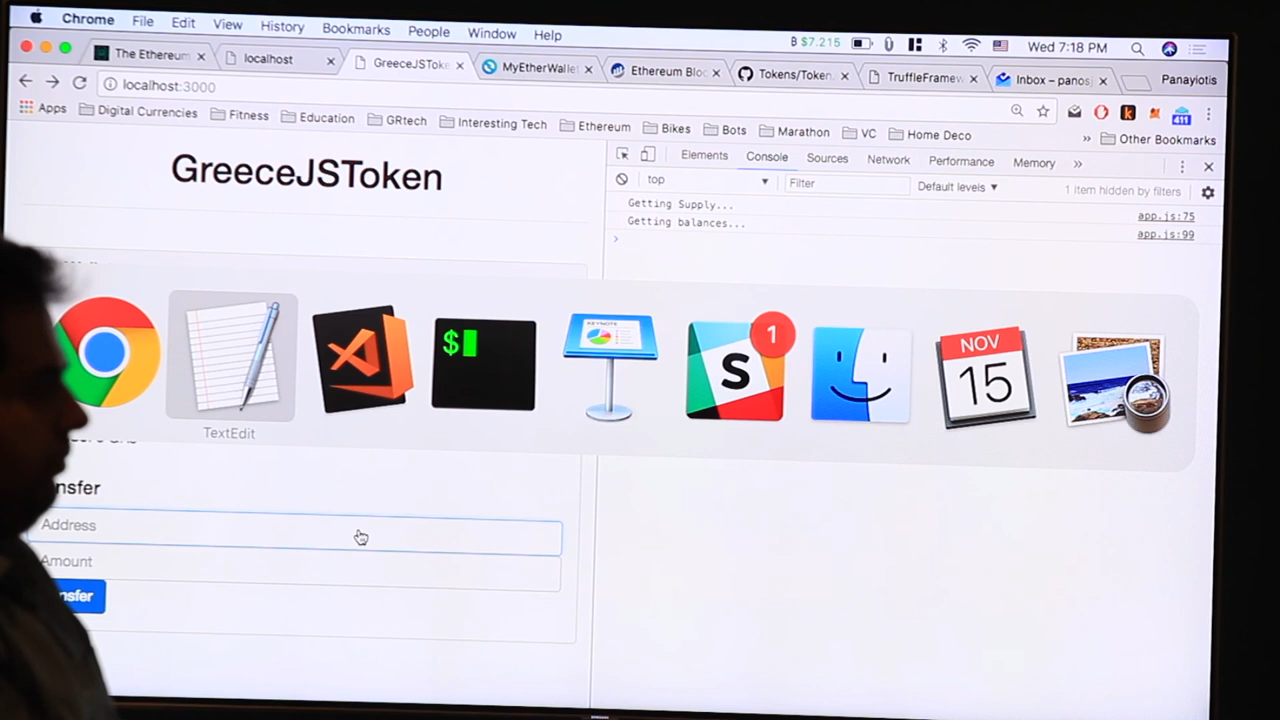 Chrome File Edit View History Bookmarks People Window Help
฿ $7.215 Wed 7:18 PM
The Ethereum localhost GreeceJSToke MyEtherWalle Ethereum Bloc Tokens/Token. TruffleFramew Inbox – panos Panayiotis
localhost:3000
411
Apps Digital Currencies Fitness Education GRtech Interesting Tech Ethereum Bikes Bots Marathon VC Home Deco » Other Bookmarks
GreeceJSToken
Elements Console Sources Network Performance Memory »
top Filter Default levels 1 item hidden by filters
Getting Supply... app.js:75
Getting balances... app.js:99
$
KEYNOTE
S
1
NOV
15
TextEdit
nsfer
Address
Amount
nsfer